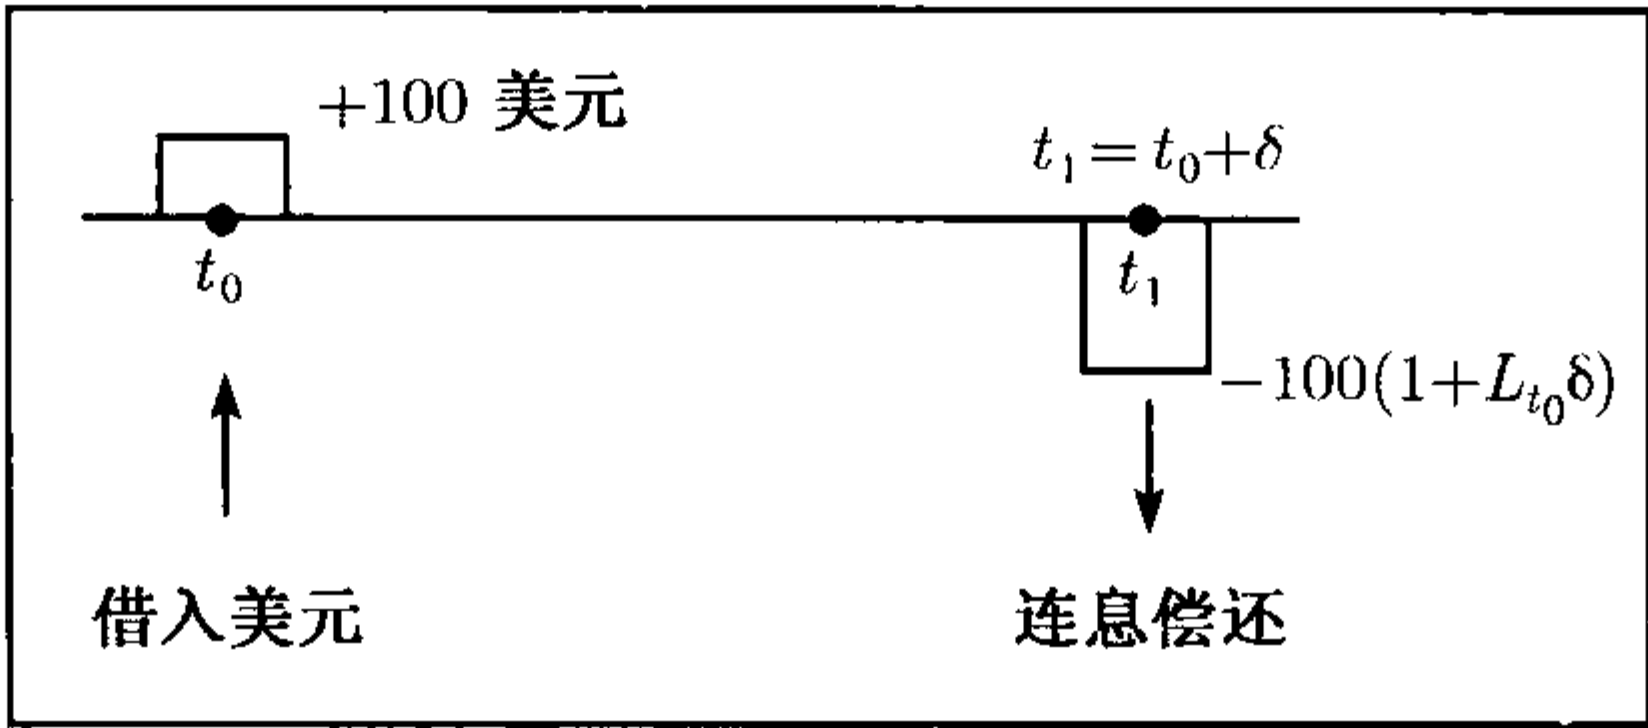 +100 美元
t₁ = t₀+δ
t₀
t₁
−100(1+L_{t₀}δ)
借入美元
连息偿还